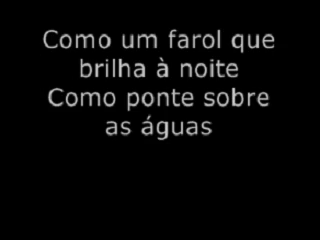 Como um farol que
brilha à noite
Como ponte sobre
as águas